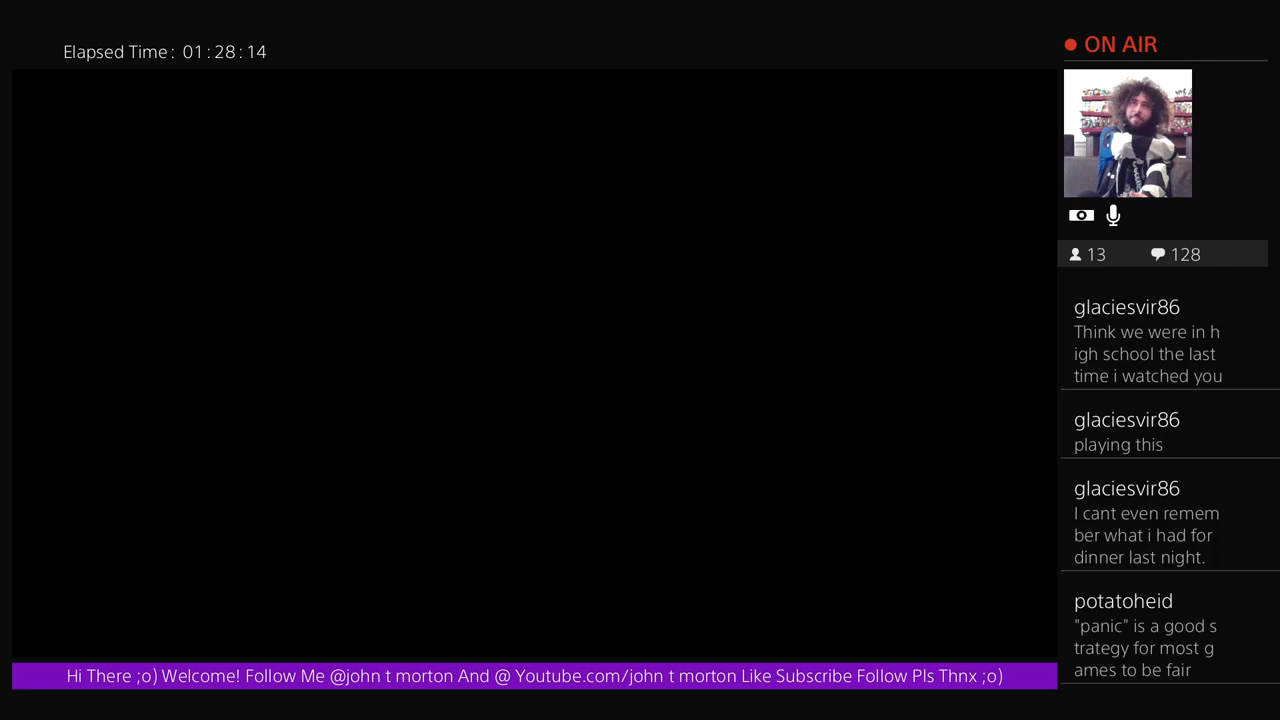 Elapsed Time: 01:28:14
ON AIR
13 128
glaciesvir86
Think we were in h
igh school the last
time i watched you
glaciesvir86
playing this
glaciesvir86
I cant even remem
ber what i had for
dinner last night.
potatoheid
"panic" is a good s
trategy for most g
ames to be fair
Hi There ;o) Welcome! Follow Me @john t morton And @ Youtube.com/john t morton Like Subscribe Follow Pls Thnx ;o)